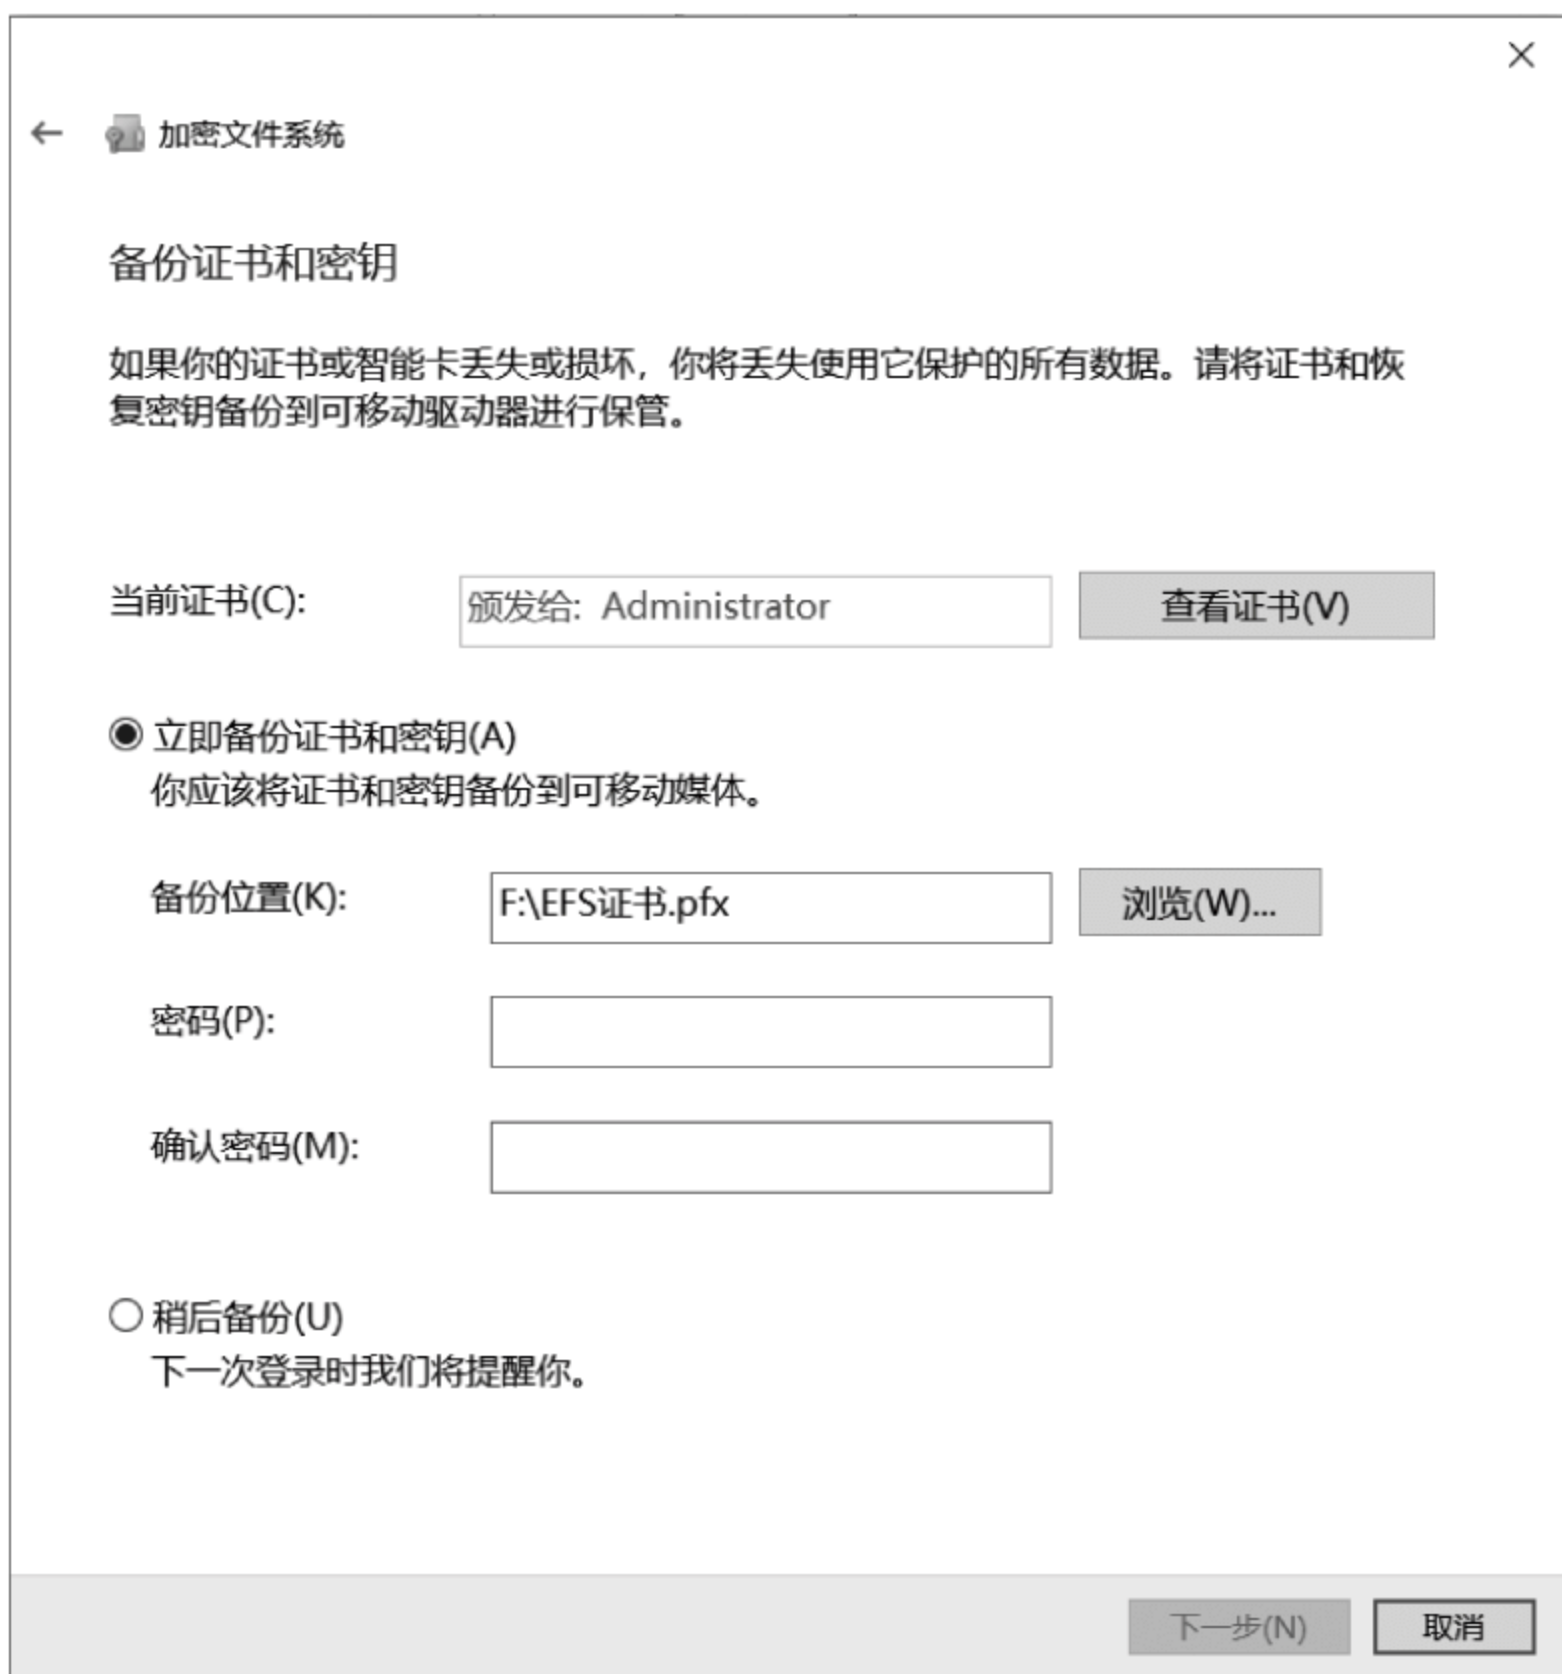 加密文件系统
备份证书和密钥
如果你的证书或智能卡丢失或损坏，你将丢失使用它保护的所有数据。请将证书和恢
复密钥备份到可移动驱动器进行保管。
当前证书(C): 颁发给: Administrator 查看证书(V)
立即备份证书和密钥(A)
你应该将证书和密钥备份到可移动媒体。
备份位置(K): F:\EFS证书.pfx 浏览(W)...
密码(P):
确认密码(M):
稍后备份(U)
下一次登录时我们将提醒你。
下一步(N) 取消